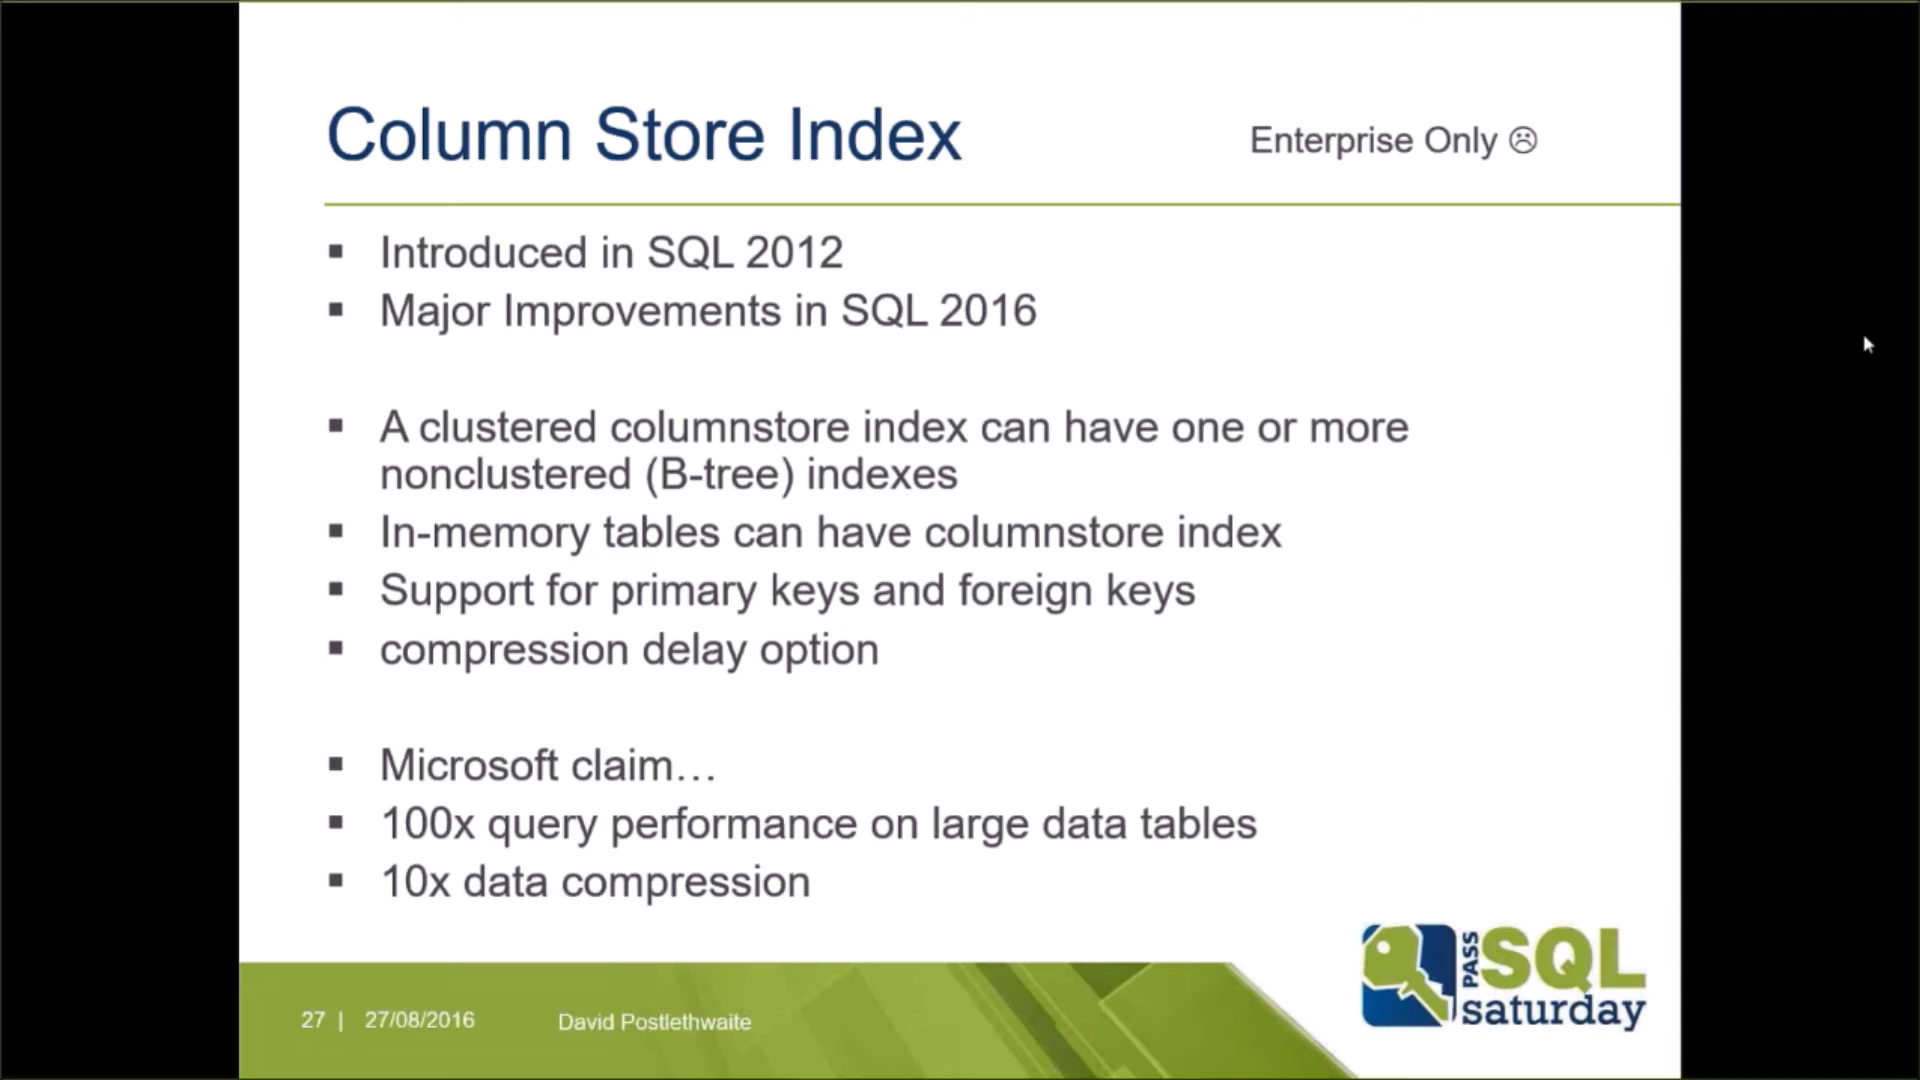 Column Store Index
Enterprise Only ☹
▪ Introduced in SQL 2012
▪ Major Improvements in SQL 2016
▪ A clustered columnstore index can have one or more
nonclustered (B-tree) indexes
▪ In-memory tables can have columnstore index
▪ Support for primary keys and foreign keys
▪ compression delay option
▪ Microsoft claim…
▪ 100x query performance on large data tables
▪ 10x data compression
PASS
SQL
saturday
27 | 27/08/2016
David Postlethwaite